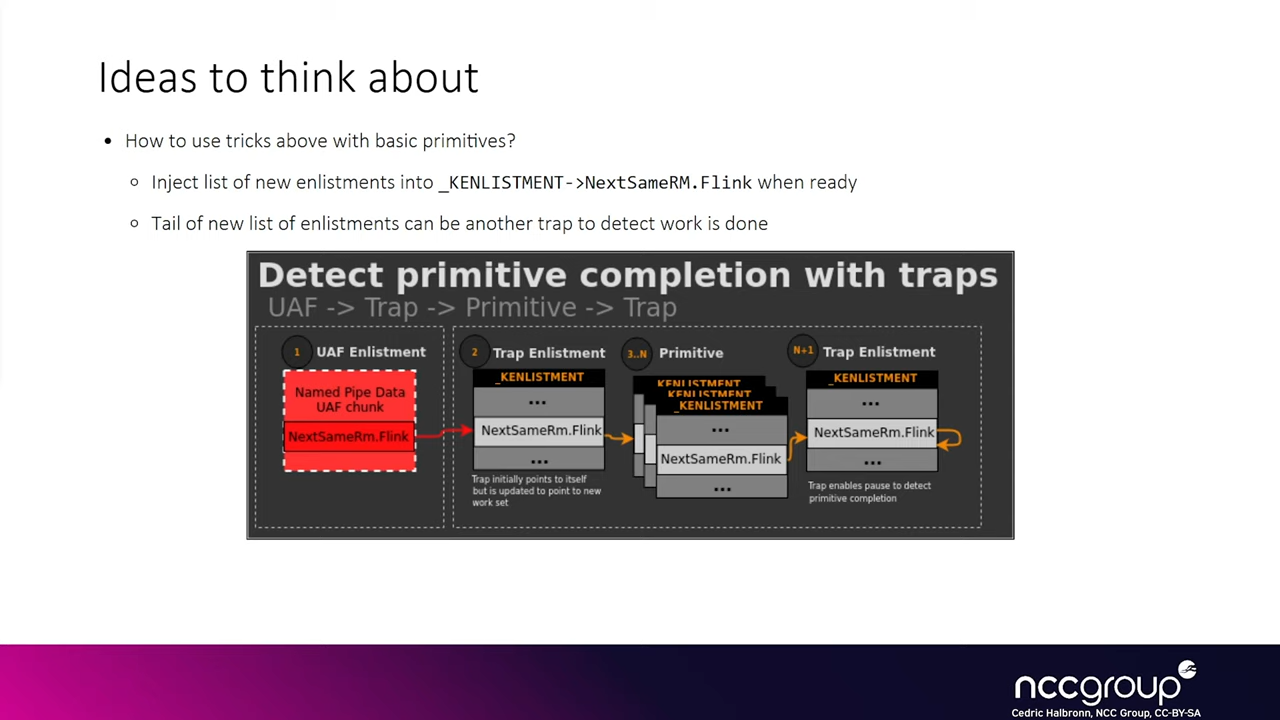 Ideas to think about
• How to use tricks above with basic primitives?
○ Inject list of new enlistments into _KENLISTMENT->NextSameRM.Flink when ready
○ Tail of new list of enlistments can be another trap to detect work is done
Detect primitive completion with traps
UAF -> Trap -> Primitive -> Trap
1 UAF Enlistment
Named Pipe Data
UAF chunk
NextSameRm.Flink
2 Trap Enlistment
_KENLISTMENT
...
NextSameRm.Flink
...
Trap initially points to itself
but is updated to point to new
work set
3..N Primitive
_KENLISTMENT
_KENLISTMENT
_KENLISTMENT
...
NextSameRm.Flink
...
N+1 Trap Enlistment
_KENLISTMENT
...
NextSameRm.Flink
...
Trap enables pause to detect
primitive completion
nccgroup
Cedric Halbronn, NCC Group, CC-BY-SA